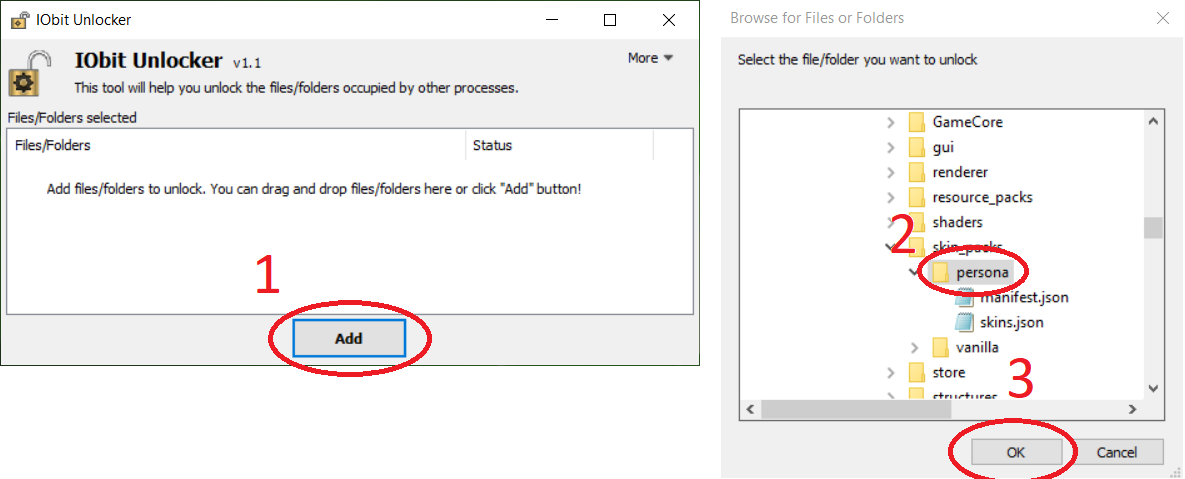 IObit Unlocker
IObit Unlocker v1.1
More
This tool will help you unlock the files/folders occupied by other processes.
Files/Folders selected
Files/Folders Status
Add files/folders to unlock. You can drag and drop files/folders here or click "Add" button!
1
Add
Browse for Files or Folders
Select the file/folder you want to unlock
GameCore
gui
renderer
resource_packs
shaders
2
skin_packs
persona
manifest.json
skins.json
vanilla
3
store
structures
OK Cancel